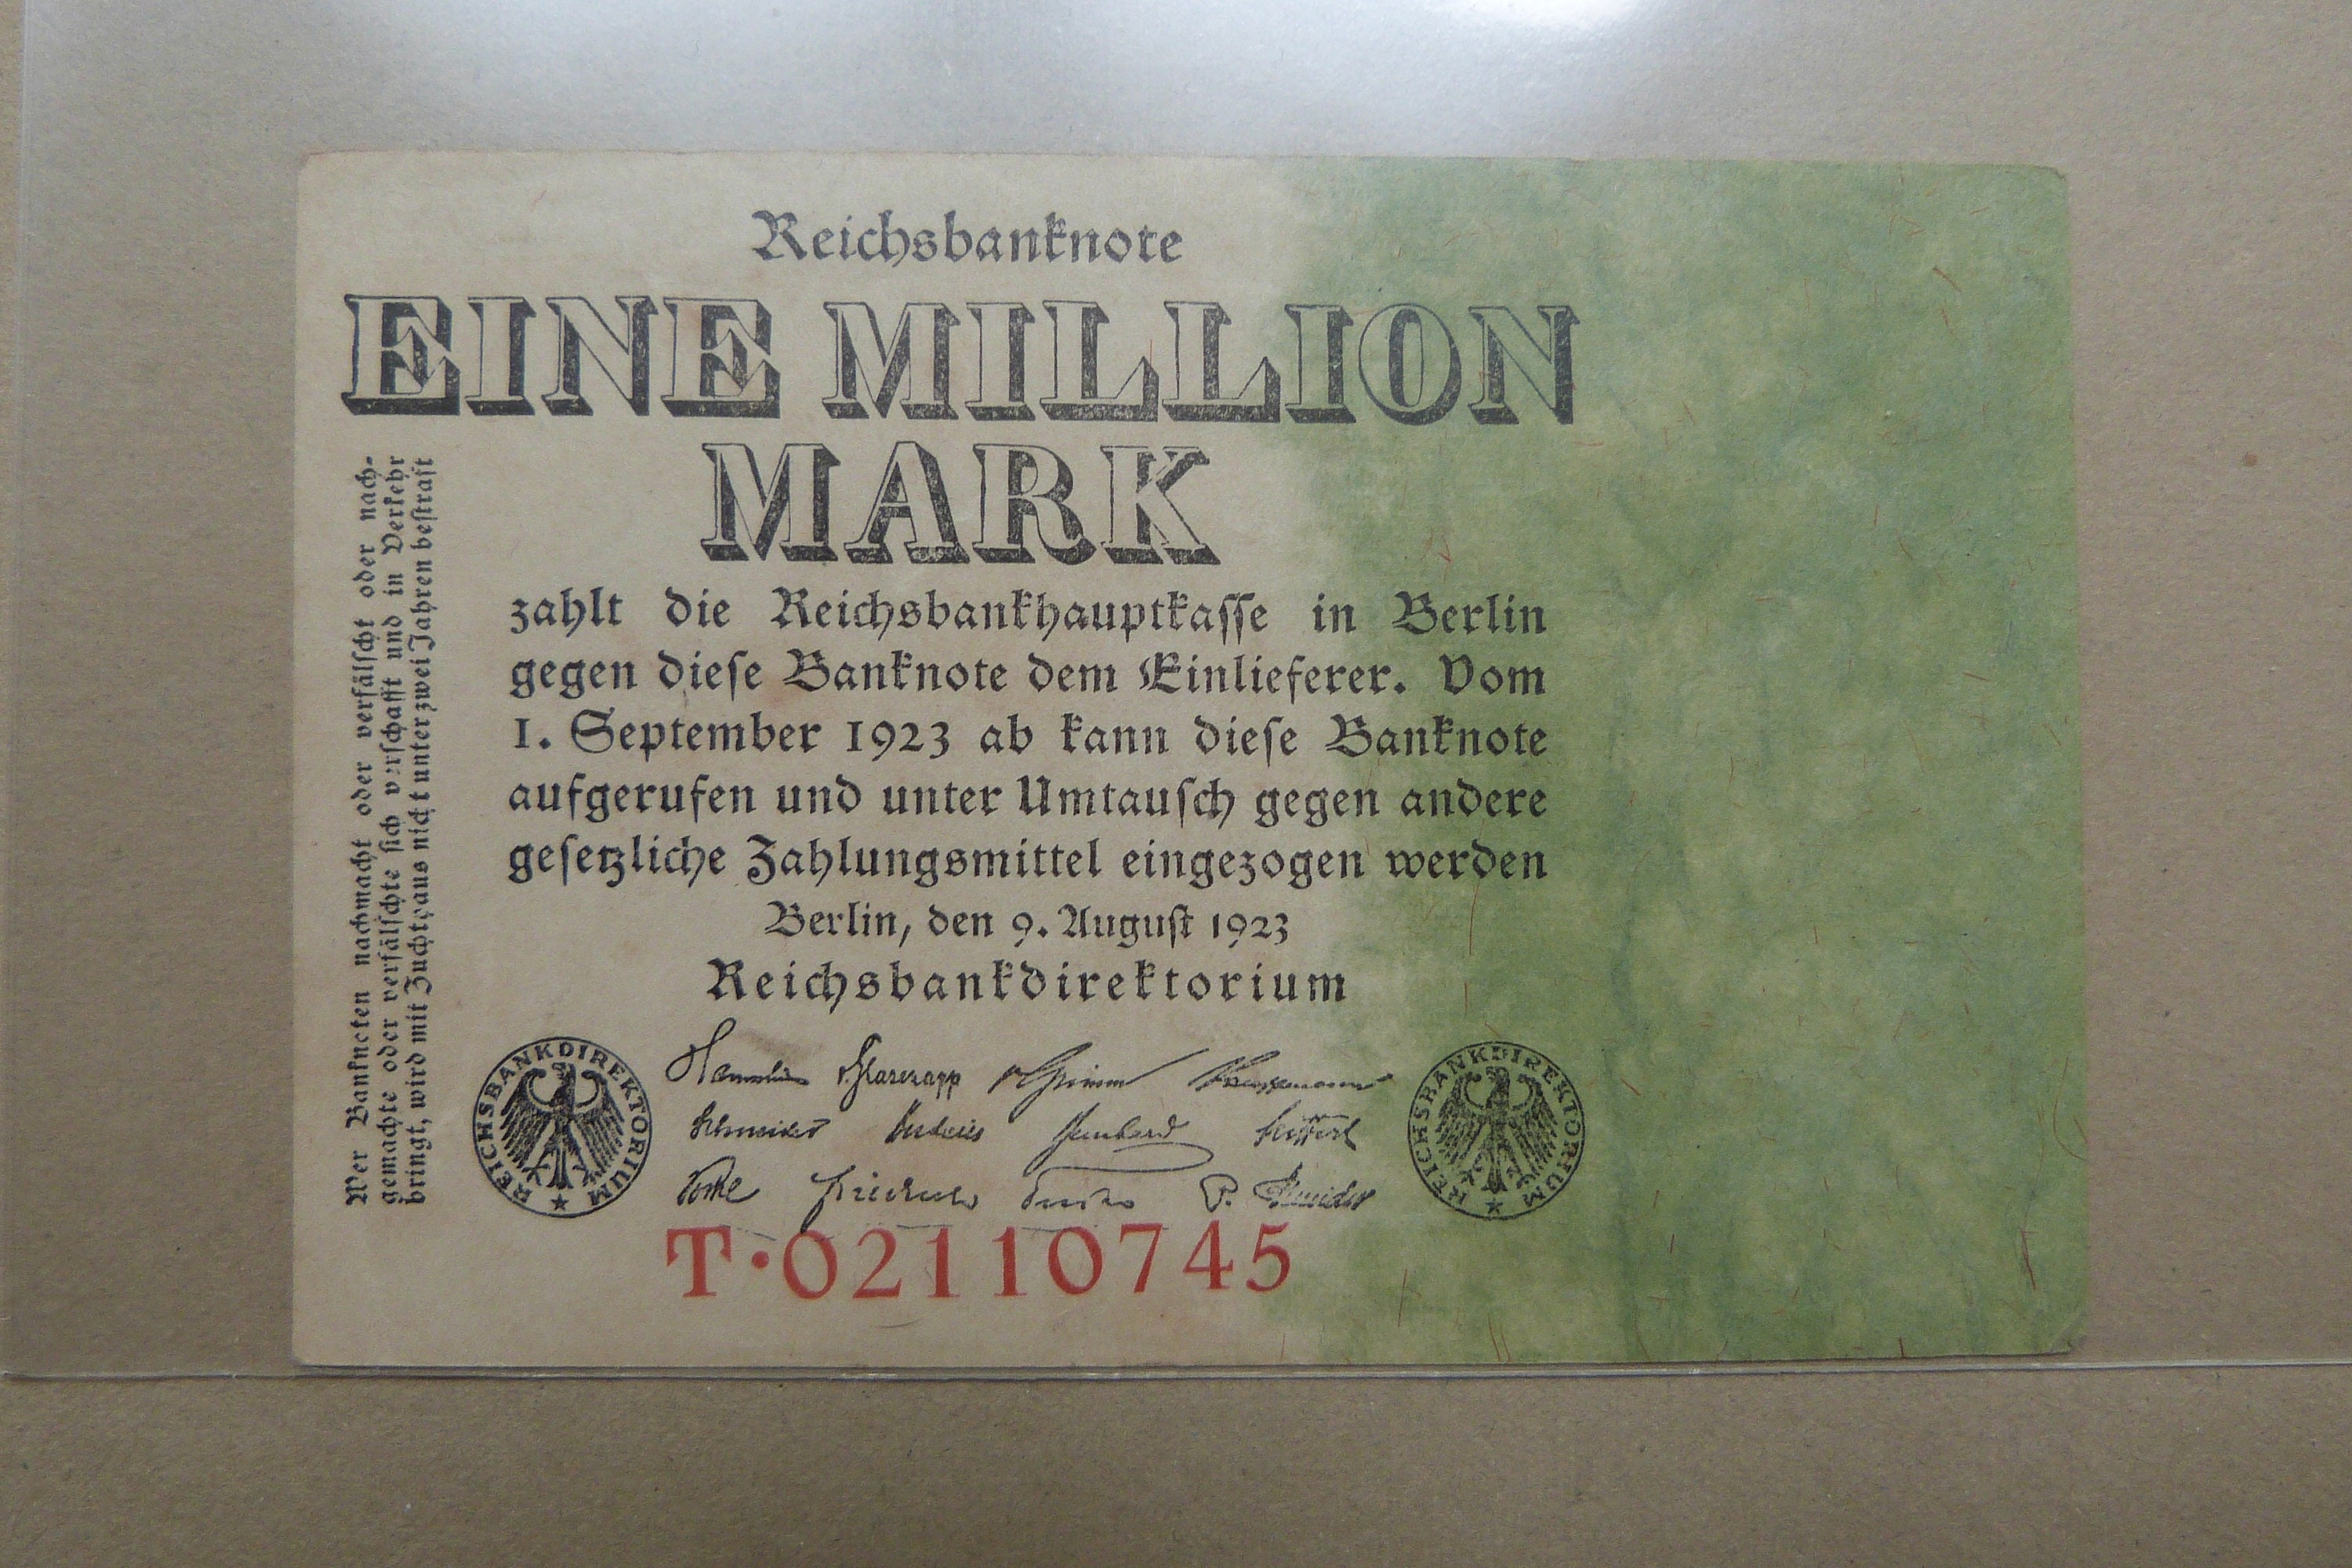 Reichsbanknote
EINE MILLION
MARK
zahlt die Reichsbankhauptkasse in Berlin
gegen diese Banknote dem Einlieferer. Vom
1. September 1923 ab kann diese Banknote
aufgerufen und unter Umtausch gegen andere
gesetzliche Zahlungsmittel eingezogen werden
Berlin, den 9. August 1923
Reichsbankdirektorium
v. Grimm
Schneider
P. Schneider
REICHSBANKDIREKTORIUM
REICHSBANKDIREKTORIUM
T·02110745
Wer Banknoten nachmacht oder verfälscht oder nach-
gemachte oder verfälschte sich verschafft und in Verkehr
bringt, wird mit Zuchthaus nicht unter zwei Jahren bestraft